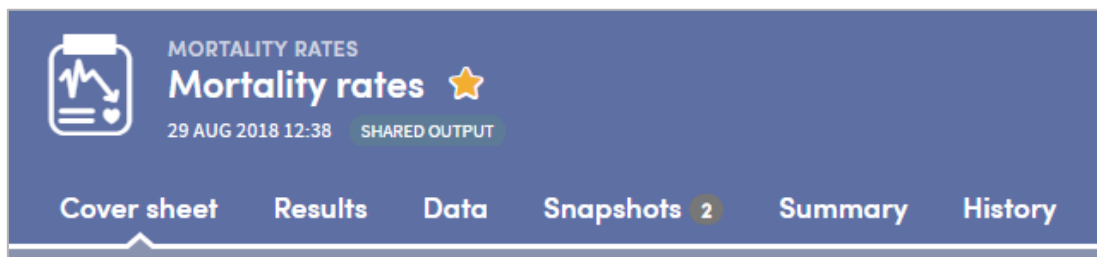 MORTALITY RATES
Mortality rates
29 AUG 2018 12:38 SHARED OUTPUT
Cover sheet Results Data Snapshots 2 Summary History